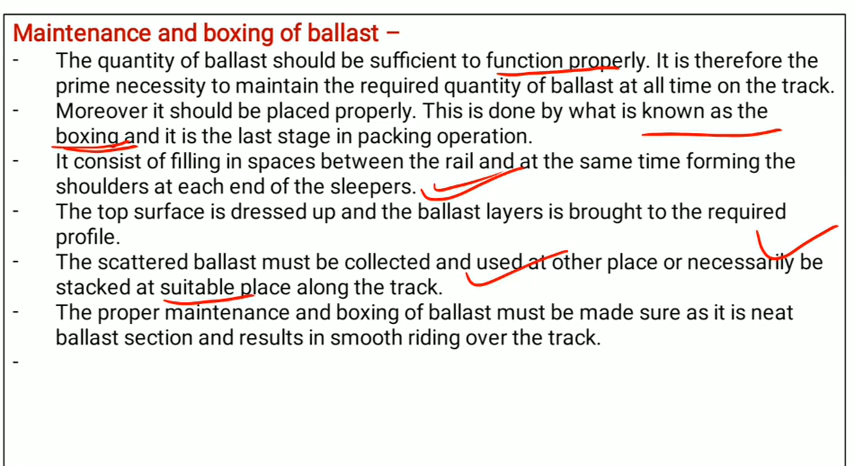 Maintenance and boxing of ballast –
- The quantity of ballast should be sufficient to function properly. It is therefore the
prime necessity to maintain the required quantity of ballast at all time on the track.
- Moreover it should be placed properly. This is done by what is known as the
boxing and it is the last stage in packing operation.
- It consist of filling in spaces between the rail and at the same time forming the
shoulders at each end of the sleepers.
- The top surface is dressed up and the ballast layers is brought to the required
profile.
- The scattered ballast must be collected and used at other place or necessarily be
stacked at suitable place along the track.
- The proper maintenance and boxing of ballast must be made sure as it is neat
ballast section and results in smooth riding over the track.
-